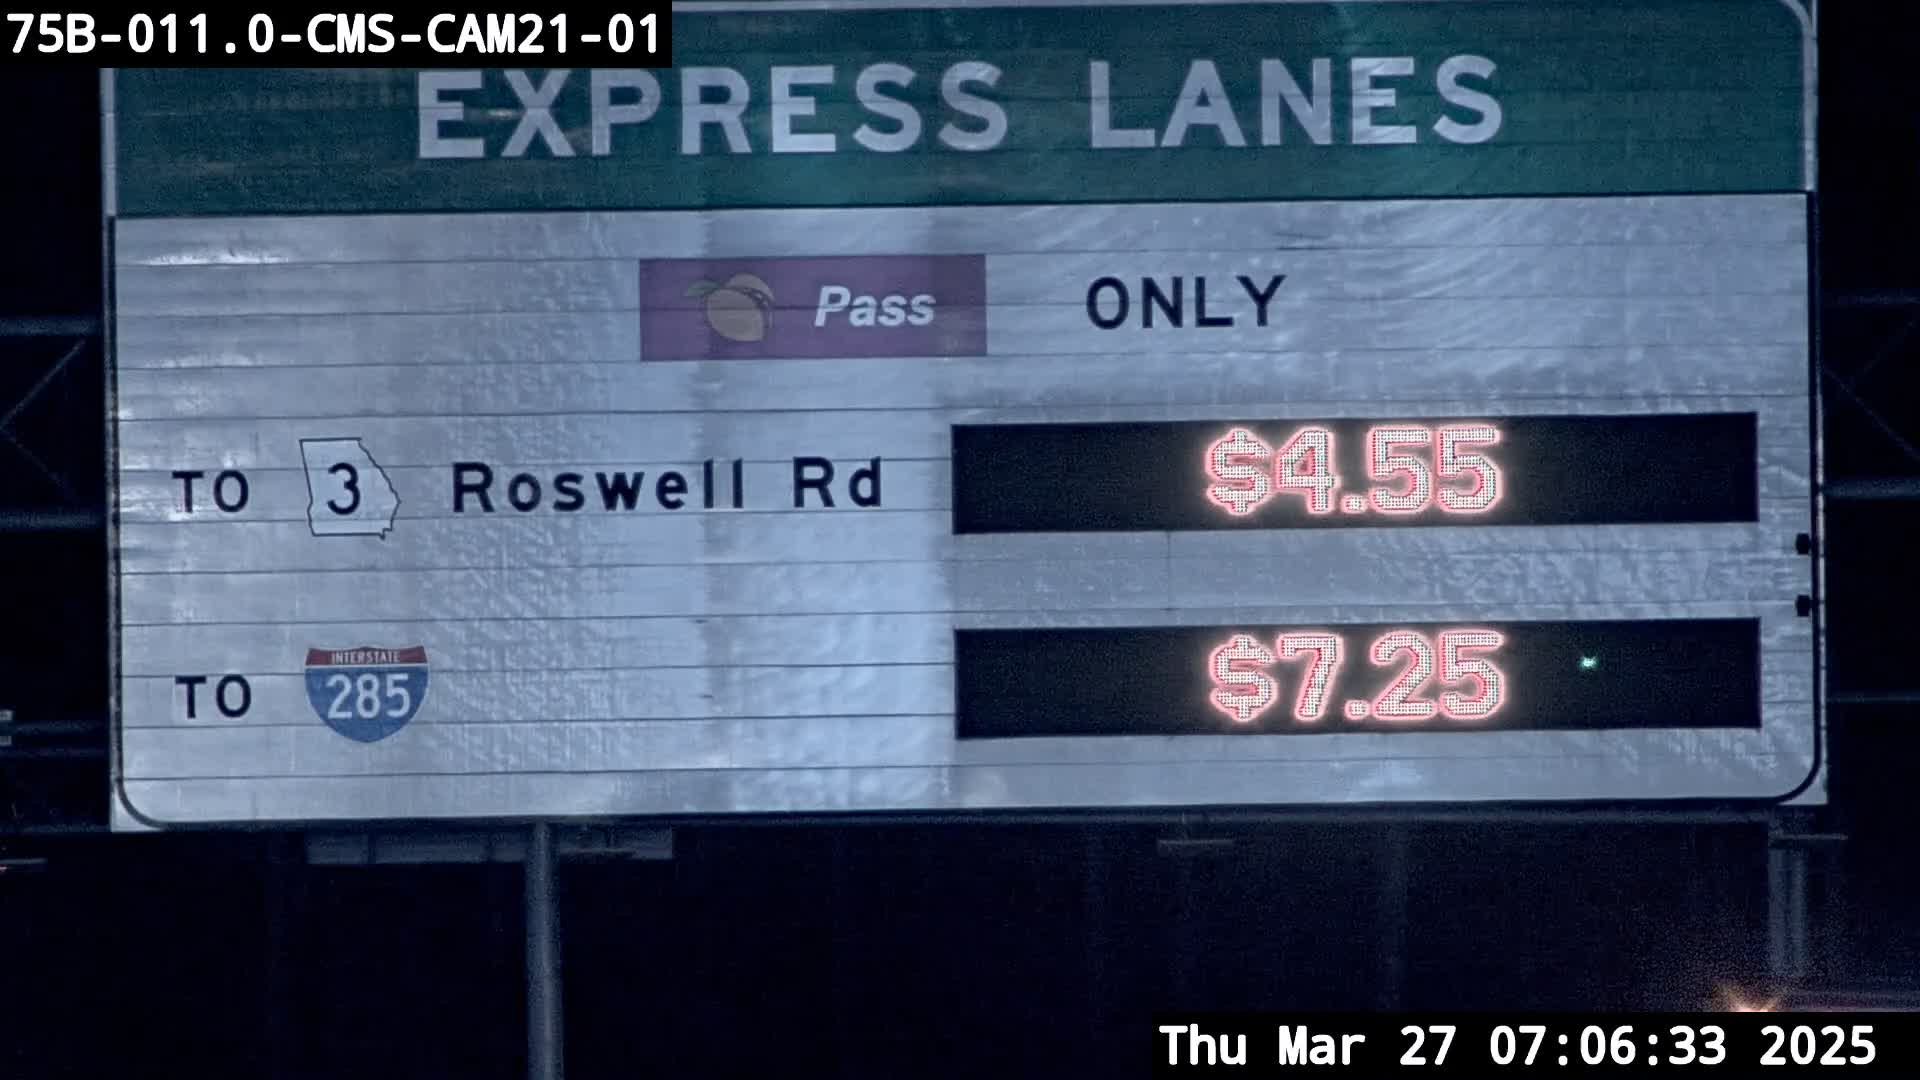 75B-011.0-CMS-CAM21-01
EXPRESS LANES
Pass ONLY
TO 3 Roswell Rd $4.55
TO INTERSTATE 285 $7.25
Thu Mar 27 07:06:33 2025